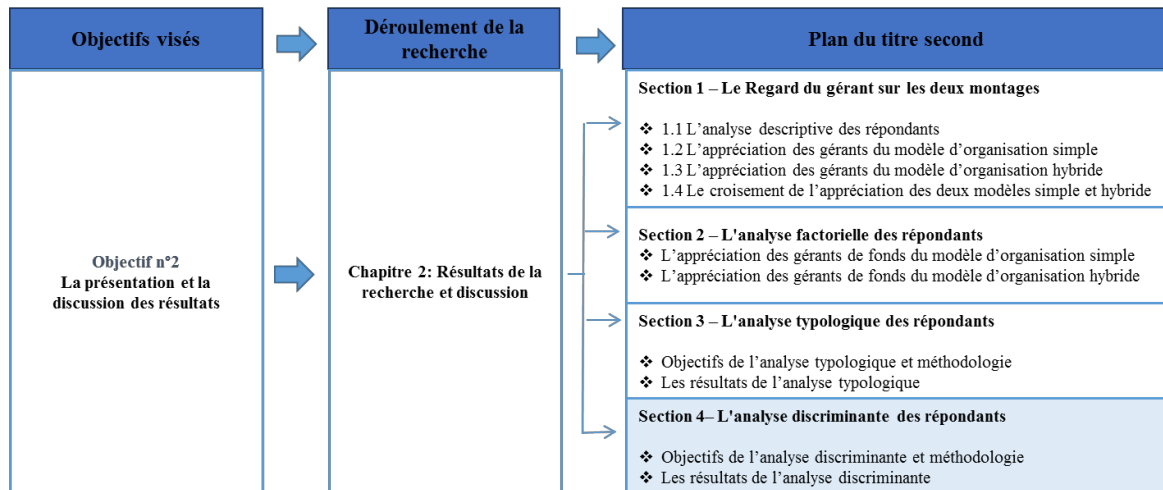 Objectifs visés
Déroulement de la
recherche
Plan du titre second
Objectif n°2
La présentation et la
discussion des résultats
Chapitre 2: Résultats de la
recherche et discussion
Section 1 – Le Regard du gérant sur les deux montages
❖ 1.1 L’analyse descriptive des répondants
❖ 1.2 L’appréciation des gérants du modèle d’organisation simple
❖ 1.3 L’appréciation des gérants du modèle d’organisation hybride
❖ 1.4 Le croisement de l’appréciation des deux modèles simple et hybride
Section 2 – L'analyse factorielle des répondants
❖ L’appréciation des gérants de fonds du modèle d’organisation simple
❖ L’appréciation des gérants de fonds du modèle d’organisation hybride
Section 3 – L'analyse typologique des répondants
❖ Objectifs de l’analyse typologique et méthodologie
❖ Les résultats de l’analyse typologique
Section 4– L'analyse discriminante des répondants
❖ Objectifs de l’analyse discriminante et méthodologie
❖ Les résultats de l’analyse discriminante